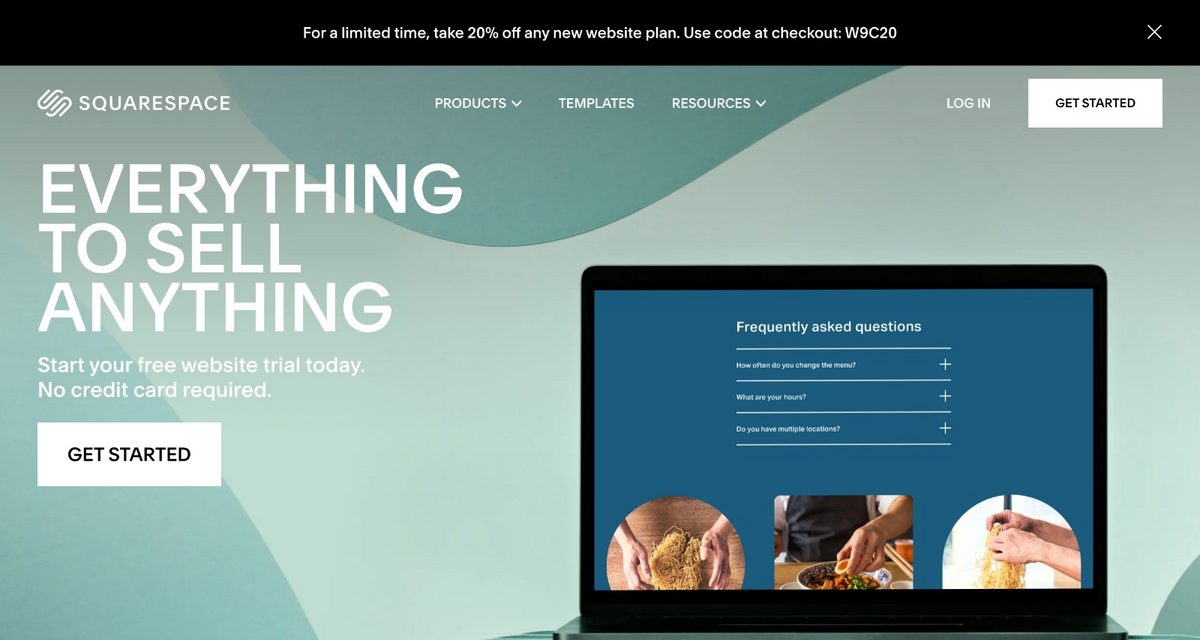 For a limited time, take 20% off any new website plan. Use code at checkout: W9C20
SQUARESPACE
PRODUCTS
TEMPLATES
RESOURCES
LOG IN
GET STARTED
EVERYTHING
TO SELL
ANYTHING
Start your free website trial today.
No credit card required.
GET STARTED
Frequently asked questions
How often do you change the menu?
What are your hours?
Do you have multiple locations?